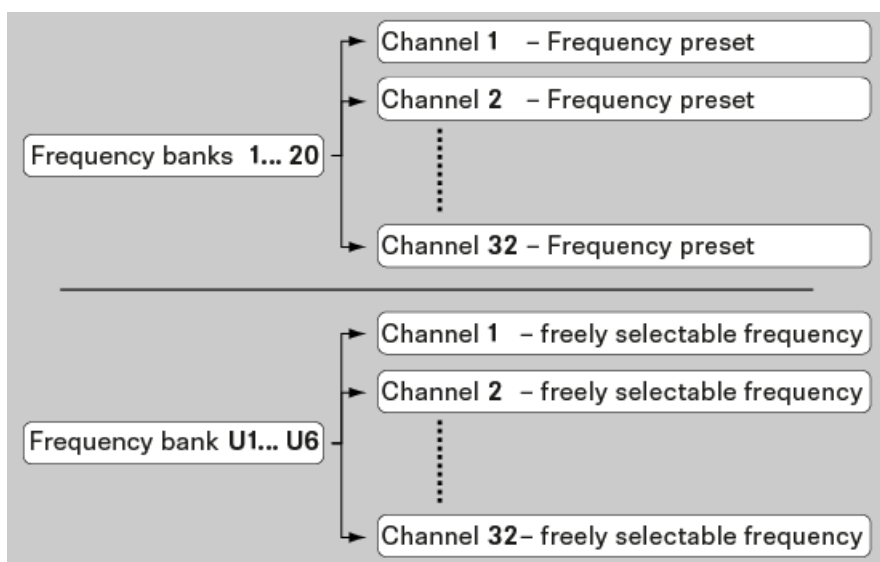 Channel 1 – Frequency preset
Channel 2 – Frequency preset
Frequency banks 1... 20
Channel 32 – Frequency preset
Channel 1 – freely selectable frequency
Channel 2 – freely selectable frequency
Frequency bank U1... U6
Channel 32– freely selectable frequency